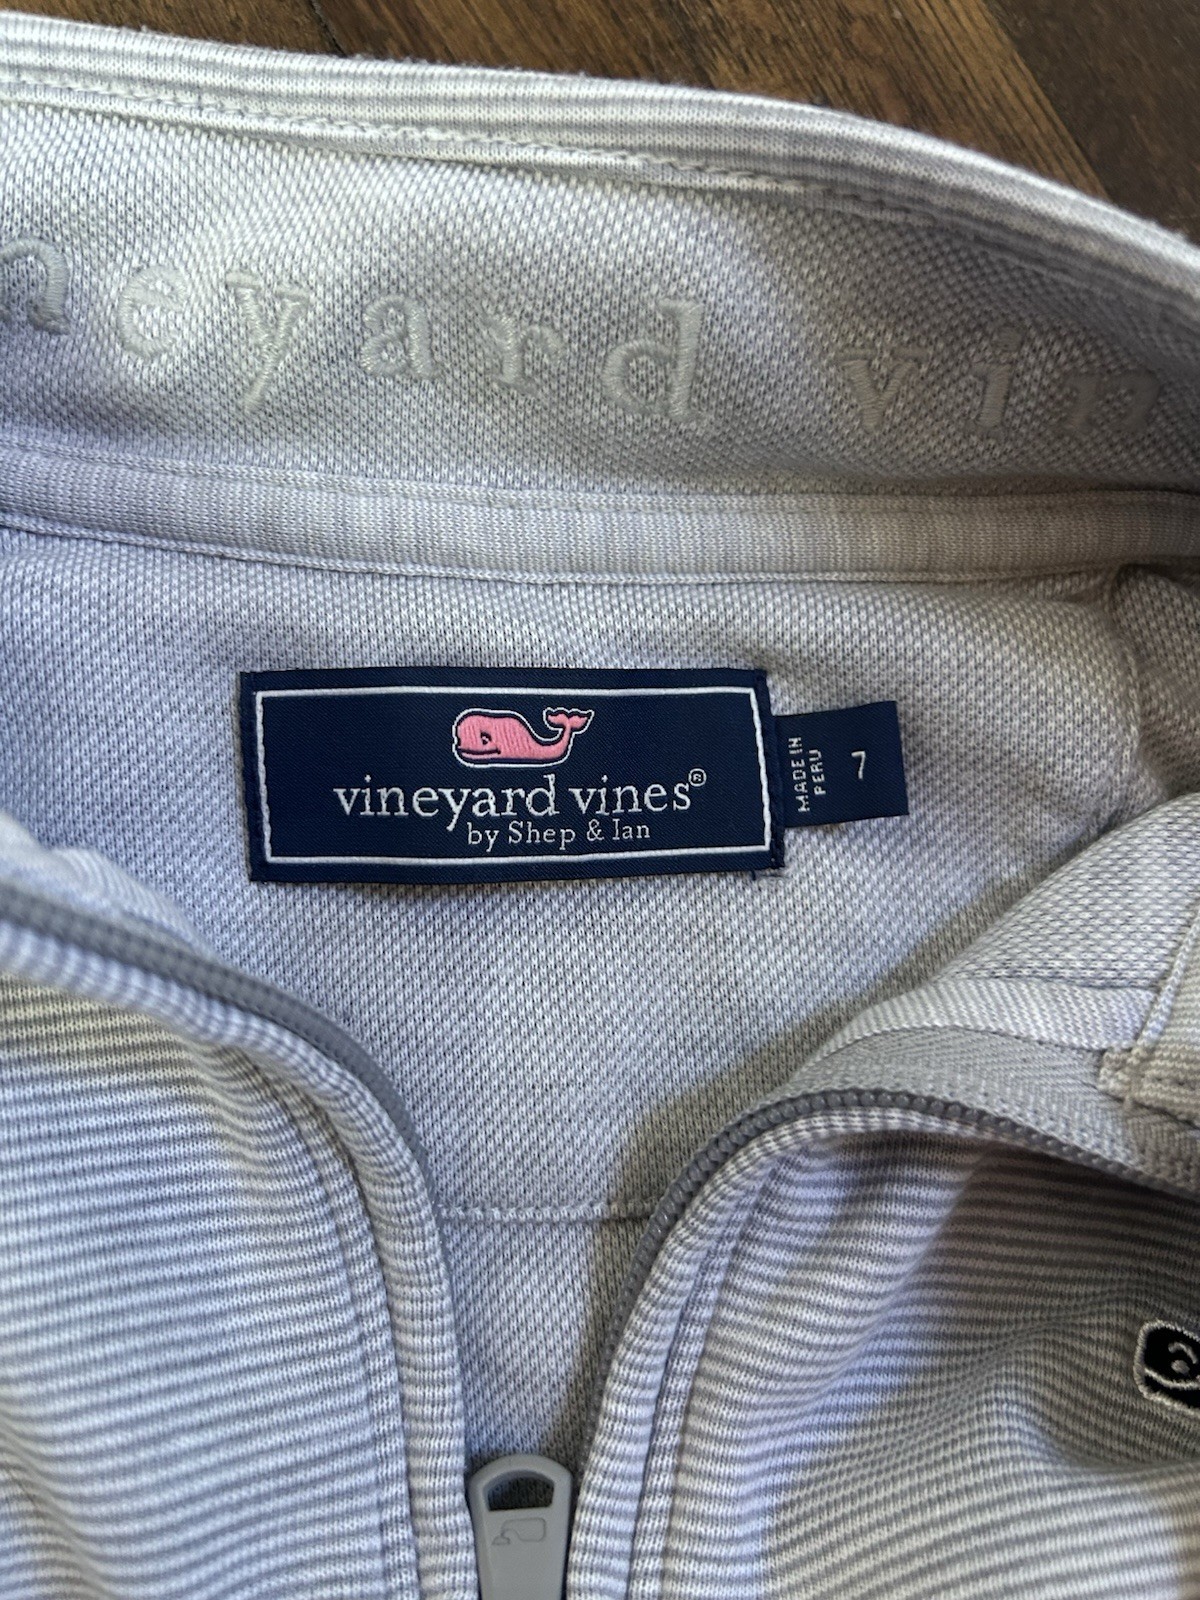 neyard vin
vineyard vines®
by Shep & Ian
MADE IN
PERU
7